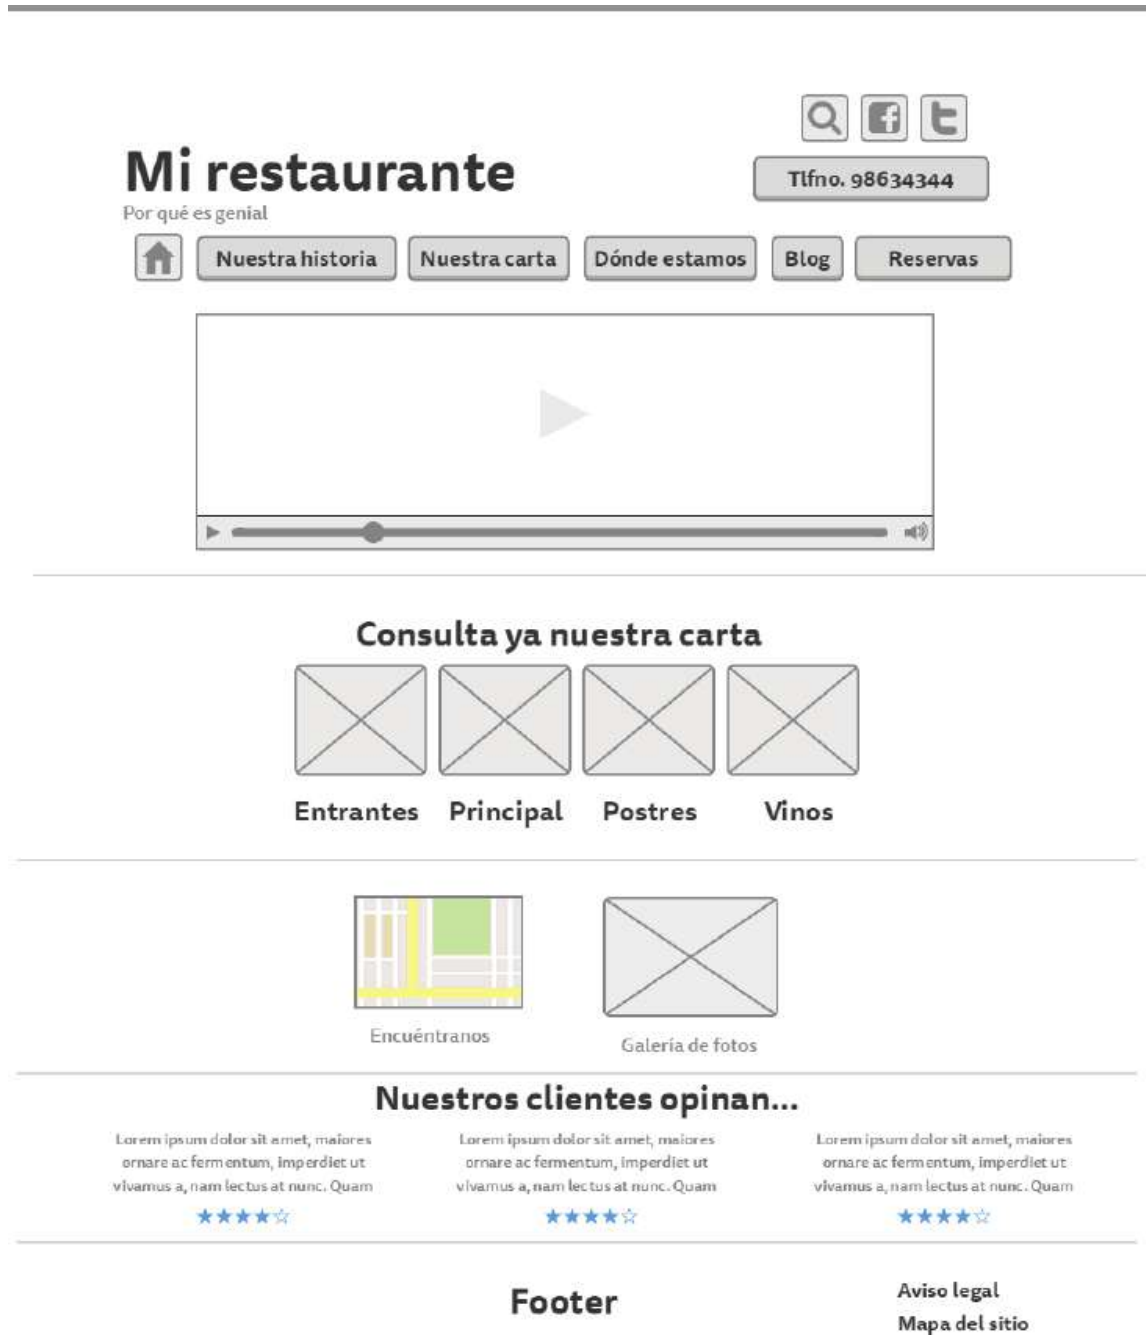 Mi restaurante
Por qué es genial
Tlfno. 98634344
Nuestra historia
Nuestra carta
Dónde estamos
Blog
Reservas
Consulta ya nuestra carta
Entrantes
Principal
Postres
Vinos
Encuéntranos
Galería de fotos
Nuestros clientes opinan...
Lorem ipsum dolor sit amet, maiores
ornare ac fermentum, imperdiet ut
vivamus a, nam lectus at nunc. Quam
Lorem ipsum dolor sit amet, maiores
ornare ac fermentum, imperdiet ut
vivamus a, nam lectus at nunc. Quam
Lorem ipsum dolor sit amet, maiores
ornare ac fermentum, imperdiet ut
vivamus a, nam lectus at nunc. Quam
Footer
Aviso legal
Mapa del sitio